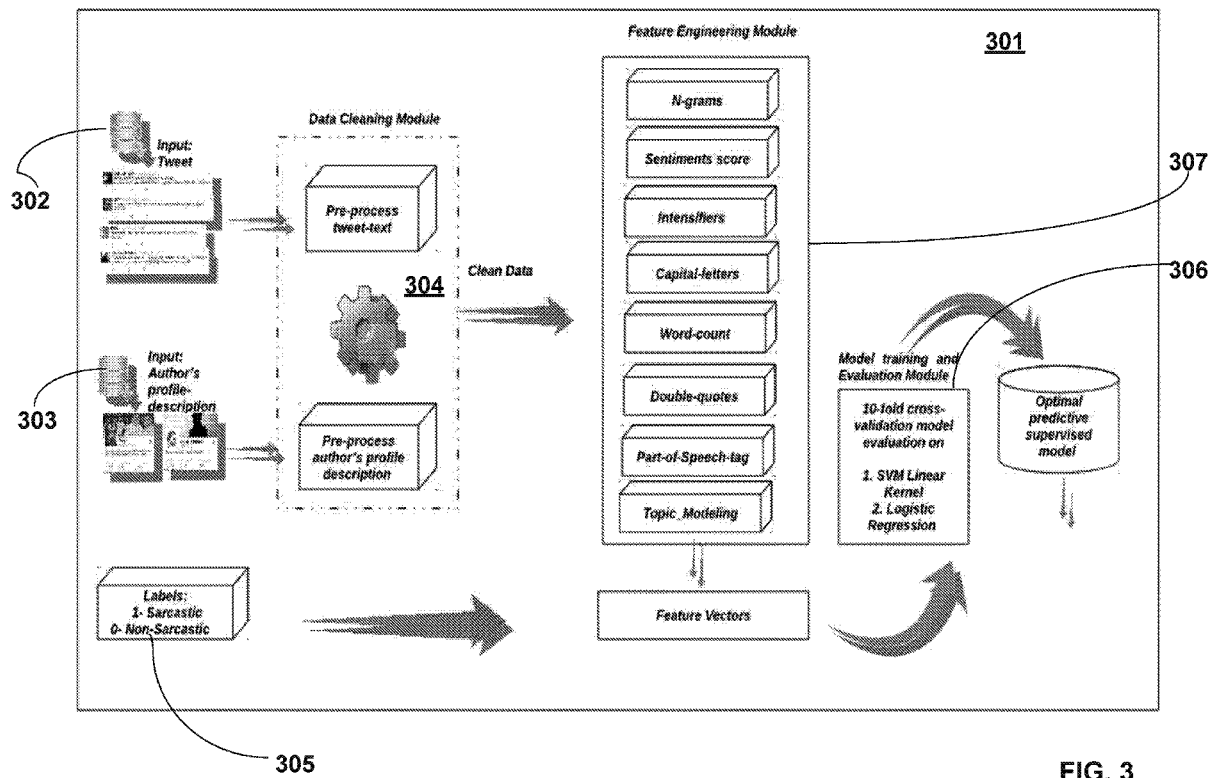 Feature Engineering Module
301
N-grams
Sentiments score
Intensifiers
Capital-letters
Word-count
Double-quotes
Part-of-Speech-tag
Topic_Modeling
307
306
Data Cleaning Module
Input:
Tweet
302
Pre-process
tweet-text
304
Clean Data
Input:
Author's
profile-
description
303
Pre-process
author's profile
description
Model training and
Evaluation Module
10-fold cross-
validation model
evaluation on
1. SVM Linear
Kernel
2. Logistic
Regression
Optimal
predictive
supervised
model
Labels:
1- Sarcastic
0- Non-Sarcastic
Feature Vectors
305
FIG. 3